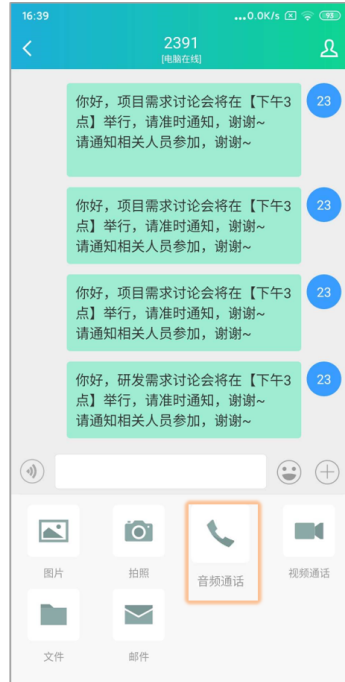 16:39
...0.0K/s
93
2391
[电脑在线]
你好，项目需求讨论会将在【下午3
点】举行，请准时通知，谢谢~
请通知相关人员参加，谢谢~
23
你好，项目需求讨论会将在【下午3
点】举行，请准时通知，谢谢~
请通知相关人员参加，谢谢~
23
你好，项目需求讨论会将在【下午3
点】举行，请准时通知，谢谢~
请通知相关人员参加，谢谢~
23
你好，研发需求讨论会将在【下午3
点】举行，请准时通知，谢谢~
请通知相关人员参加，谢谢~
23
图片
拍照
音频通话
视频通话
文件
邮件